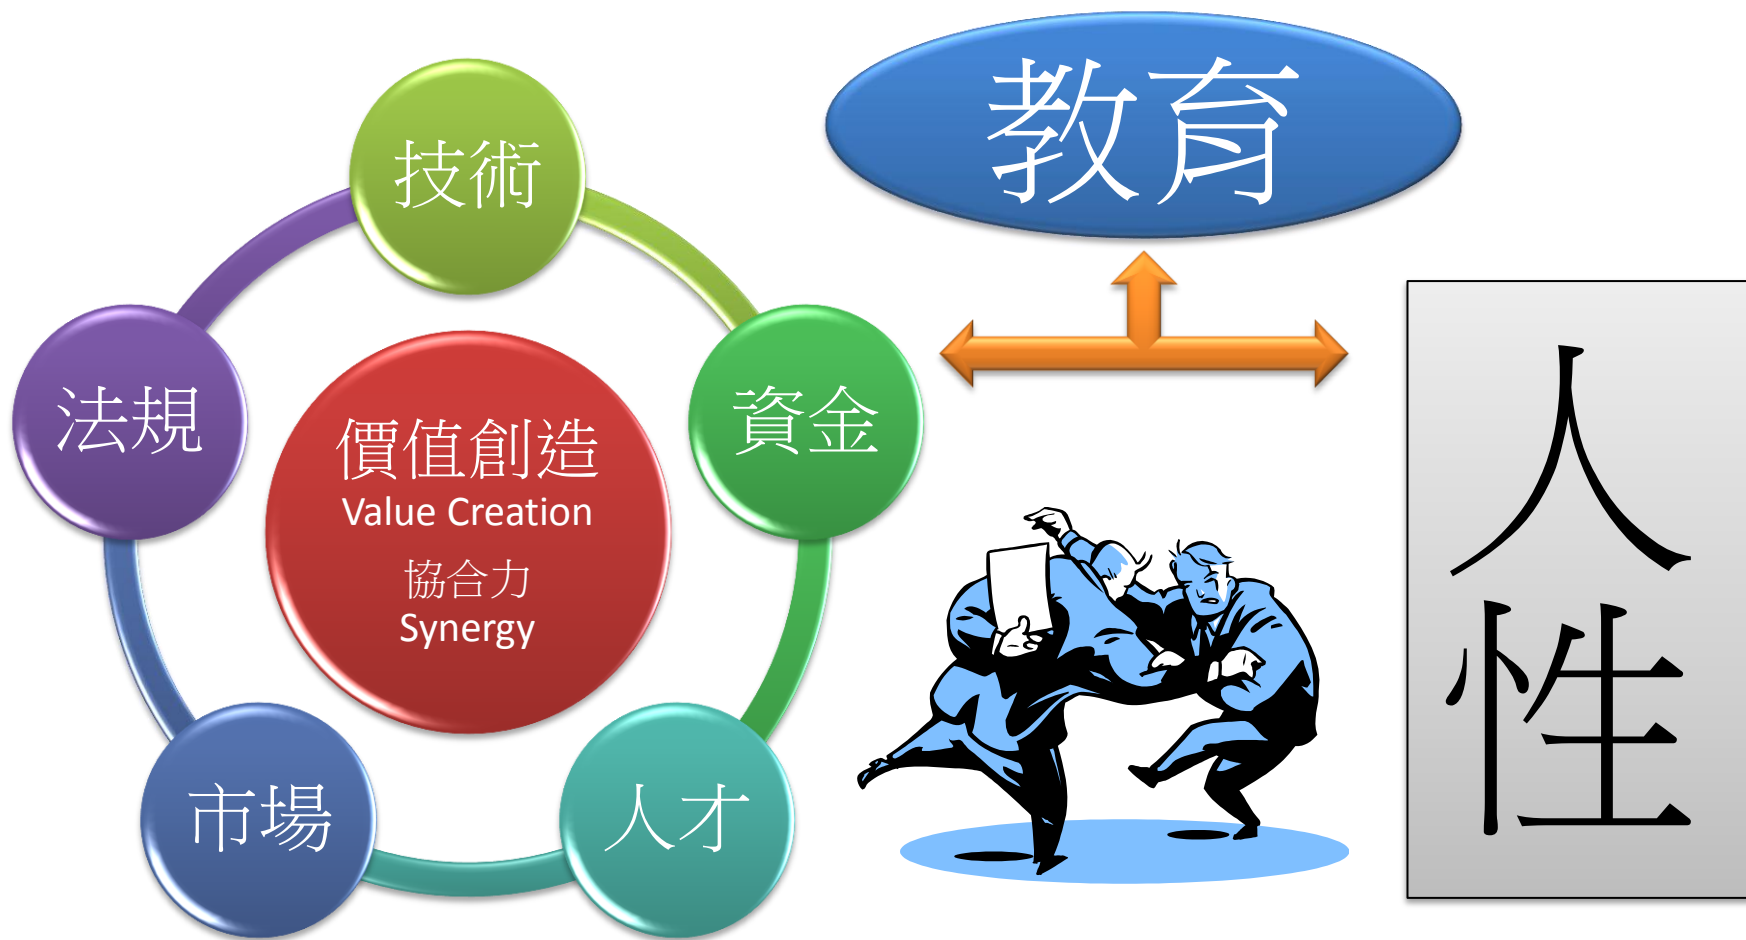 技術
資金
人才
市場
法規
價值創造
Value Creation
協合力
Synergy
教育
人
性